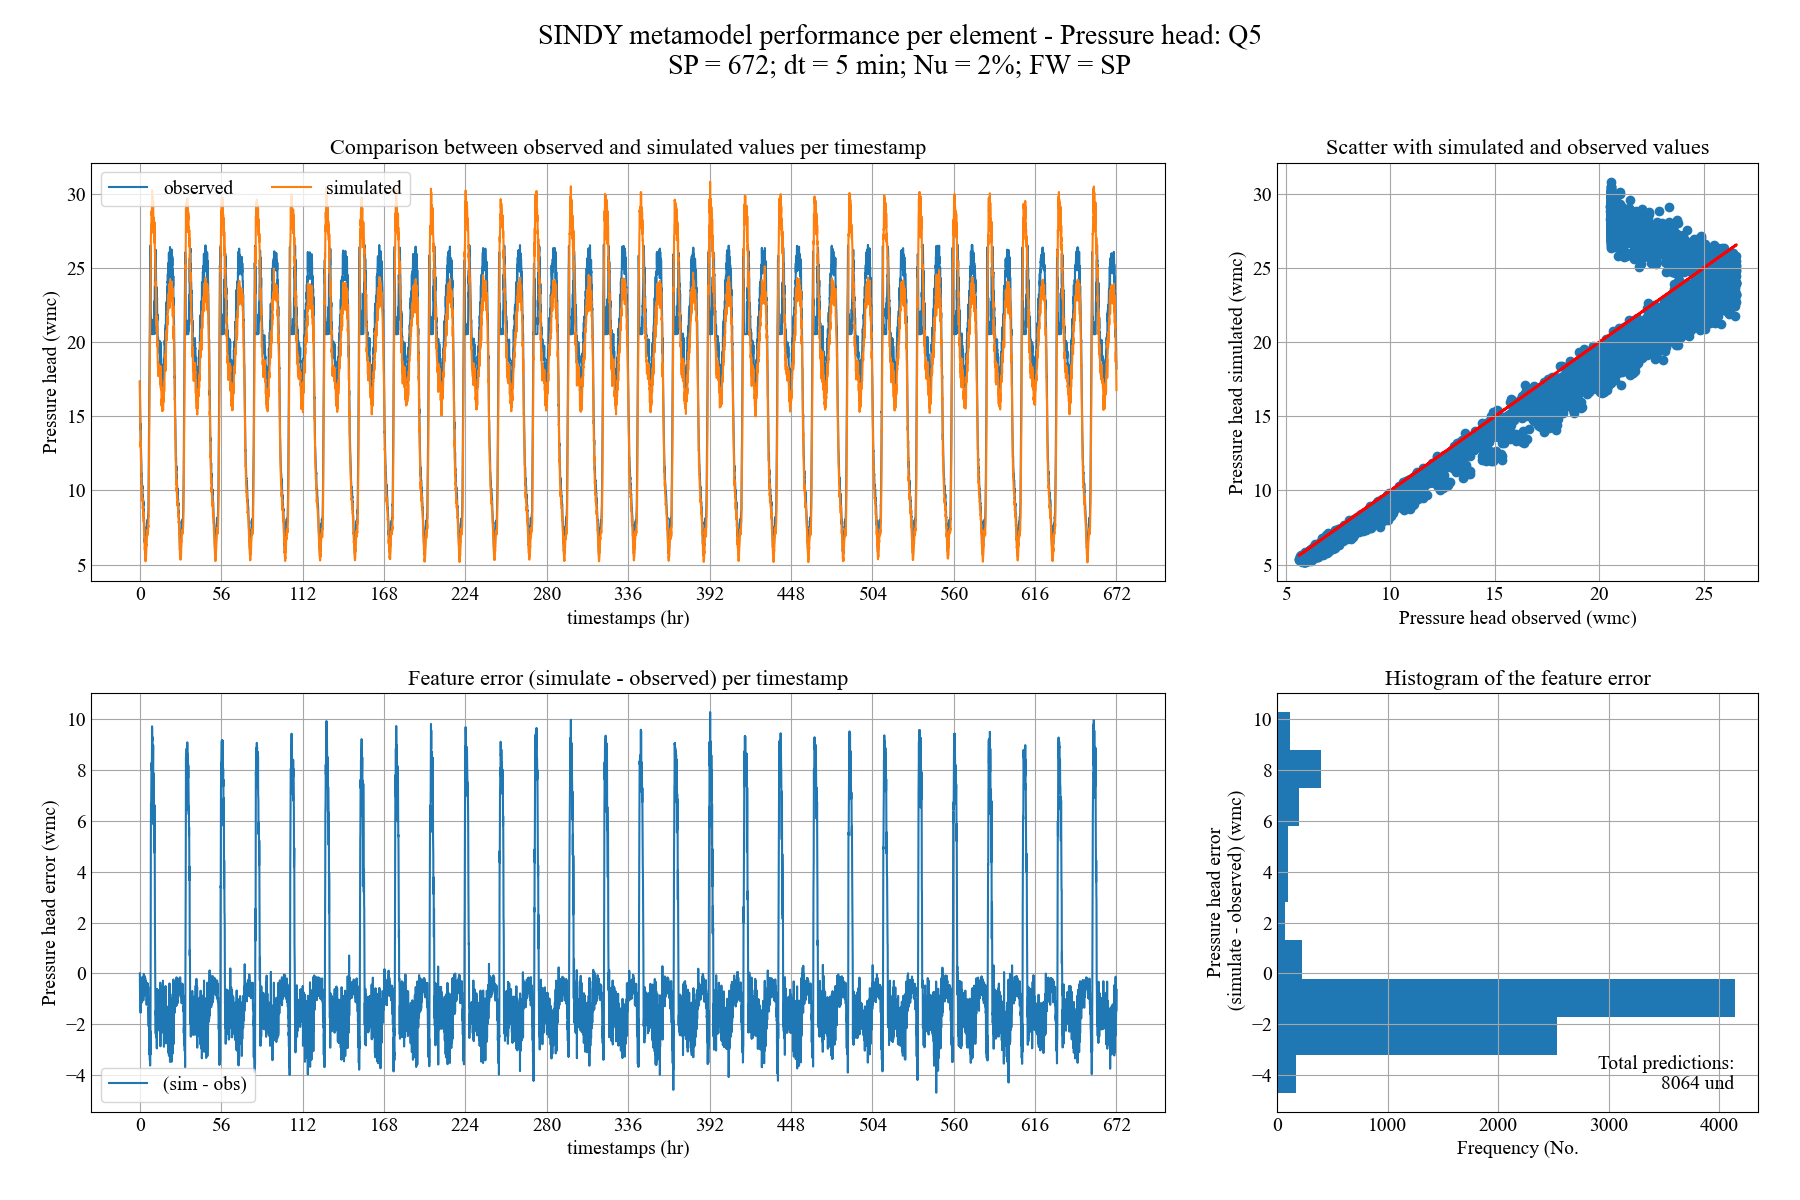 SINDY metamodel performance per element - Pressure head: Q5
SP = 672; dt = 5 min; Nu = 2%; FW = SP
Comparison between observed and simulated values per timestamp
observed
simulated
30
25
20
15
10
5
Pressure head (wmc)
0 56 112 168 224 280 336 392 448 504 560 616 672
timestamps (hr)
Scatter with simulated and observed values
30
25
20
15
10
5
Pressure head simulated (wmc)
5 10 15 20 25
Pressure head observed (wmc)
Feature error (simulate - observed) per timestamp
10
8
6
4
2
0
−2
−4
Pressure head error (wmc)
(sim - obs)
0 56 112 168 224 280 336 392 448 504 560 616 672
timestamps (hr)
Histogram of the feature error
10
8
6
4
2
0
−2
−4
Pressure head error
(simulate - observed) (wmc)
Total predictions:
8064 und
0 1000 2000 3000 4000
Frequency (No.